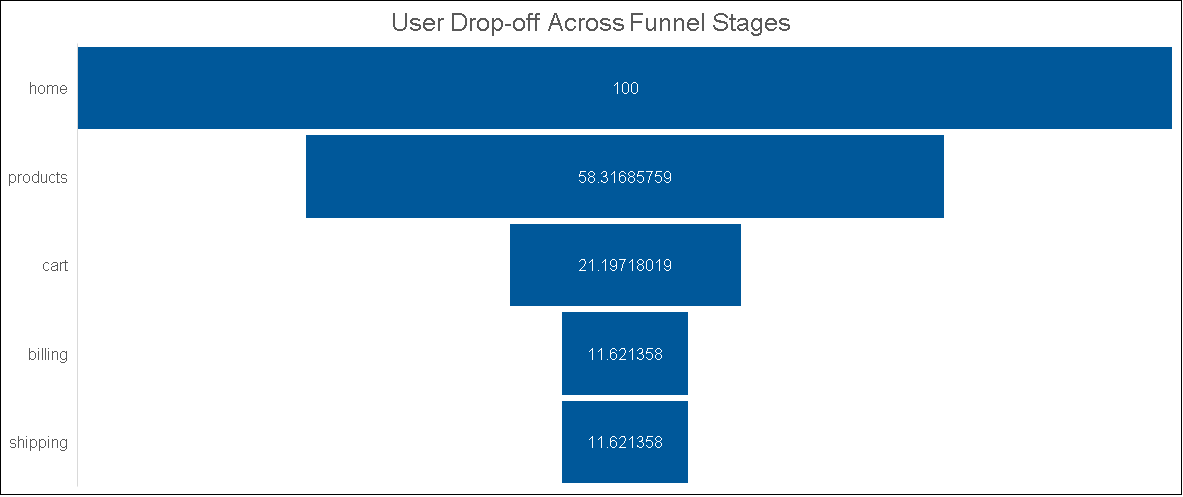 User Drop-off Across Funnel Stages
home 100
products 58.31685759
cart 21.19718019
billing 11.621358
shipping 11.621358